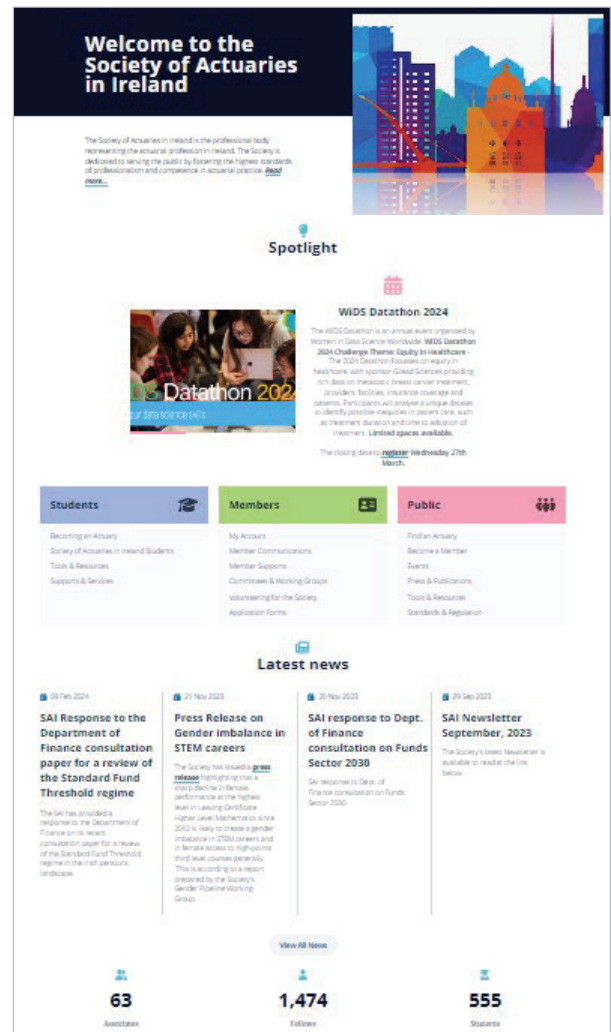 Welcome to the
Society of Actuaries
in Ireland
The Society of Actuaries in Ireland is the professional body
representing the actuarial profession in Ireland. The Society is
dedicated to serving the public by fostering the highest standards
of professionalism and competence in actuarial practice. Read
more...
Spotlight
WiDS Datathon 2024
DS Datathon 202
ur data science skills
The WiDS Datathon is an annual event organised by
Women in Data Science Worldwide. WiDS Datathon
2024 Challenge Theme: Equity in Healthcare -
The 2024 Datathon focusses on equity in
healthcare, with sponsor Gilead Sciences providing
rich data on metastatic breast cancer treatment,
providers, facilities, insurance coverage and
patients. Participants will analyse a unique dataset
to identify possible inequities in patient care, such
as treatment duration and time to adoption of
treatment. Limited spaces available.
The closing date to register Wednesday 27th
March.
Students
Becoming an Actuary
Society of Actuaries in Ireland Students
Tools & Resources
Supports & Services
Members
My Account
Member Communications
Member Supports
Committees & Working Groups
Volunteering for the Society
Application Forms
Public
Find an Actuary
Become a Member
Events
Press & Publications
Tools & Resources
Standards & Regulation
Latest news
09 Feb 2024
SAI Response to the
Department of
Finance consultation
paper for a review of
the Standard Fund
Threshold regime
The SAI has provided a
response to the Department of
Finance on its recent
consultation paper for a review
of the Standard Fund Threshold
regime in the Irish pensions
landscape.
21 Nov 2023
Press Release on
Gender imbalance in
STEM careers
The Society has issued a press
release highlighting that a
sharp decline in female
performance at the highest
level in Leaving Certificate
Higher Level Mathematics since
2012 is likely to create a gender
imbalance in STEM careers and
in female access to high-points
third level courses generally.
This is according to a report
prepared by the Society's
Gender Pipeline Working
Group.
20 Nov 2023
SAI response to Dept.
of Finance
consultation on Funds
Sector 2030
SAI response to Dept. of
Finance consultation on Funds
Sector 2030
29 Sep 2023
SAI Newsletter
September, 2023
The Society's latest Newsletter is
available to read at the link
below
View All News
63
Associates
1,474
Fellows
555
Students